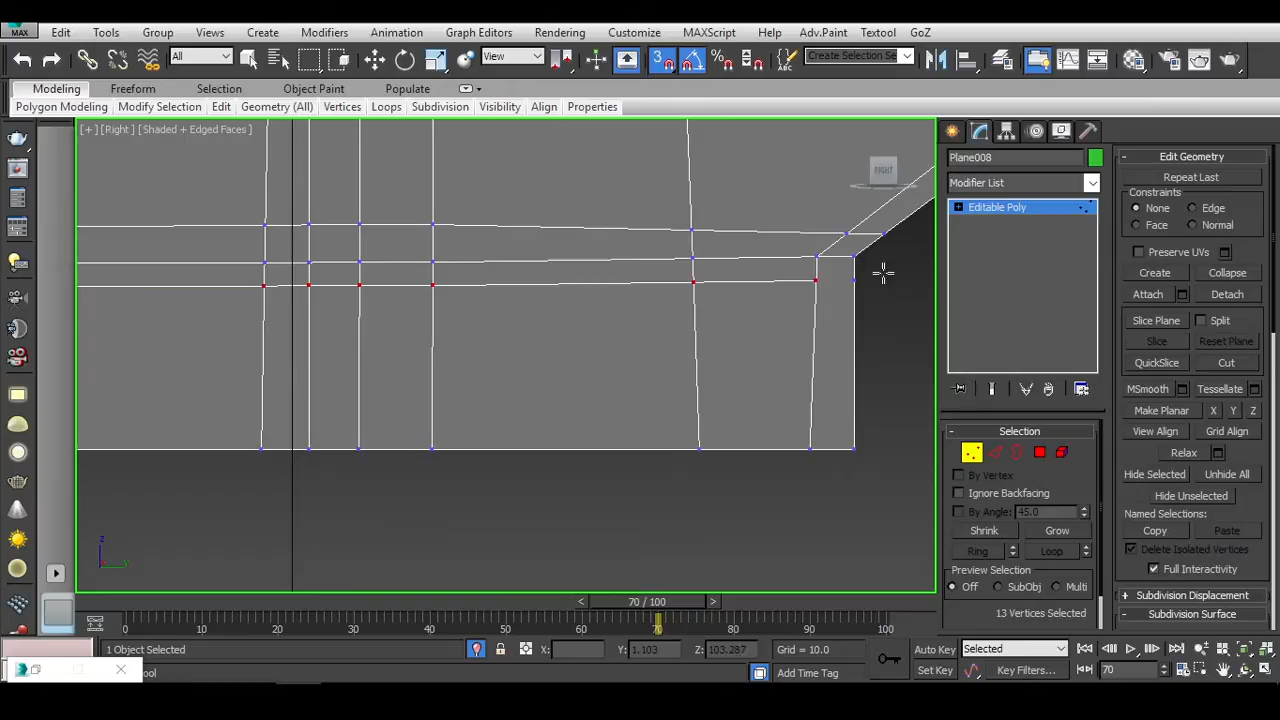 MAX
Edit Tools Group Views Create Modifiers Animation Graph Editors Rendering Customize MAXScript Help Adv.Paint Textool GoZ
All View 3 Create Selection Se
Modeling Freeform Selection Object Paint Populate
Polygon Modeling Modify Selection Edit Geometry (All) Vertices Loops Subdivision Visibility Align Properties
[+] [Right] [Shaded + Edged Faces]
RIGHT
Plane008
Modifier List
Editable Poly
Selection
By Vertex
Ignore Backfacing
By Angle: 45.0
Shrink Grow
Ring Loop
Preview Selection
Off SubObj Multi
13 Vertices Selected
Edit Geometry
Repeat Last
Constraints
None Edge
Face Normal
Preserve UVs
Create Collapse
Attach Detach
Slice Plane Split
Slice Reset Plane
QuickSlice Cut
MSmooth Tessellate
Make Planar X Y Z
View Align Grid Align
Relax
Hide Selected Unhide All
Hide Unselected
Named Selections:
Copy Paste
Delete Isolated Vertices
Full Interactivity
Subdivision Displacement
Subdivision Surface
z
70 / 100
0 10 20 30 40 50 60 70 80 90 100
1 Object Selected X: Y: 1.103 Z: 103.287 Grid = 10.0 Auto Key Selected
ool Add Time Tag Set Key Key Filters... 70